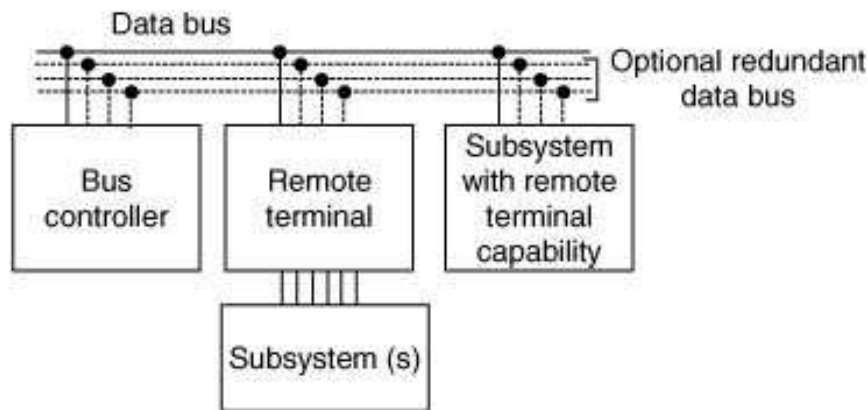 Data bus
Optional redundant
data bus
Bus
controller
Remote
terminal
Subsystem
with remote
terminal
capability
Subsystem (s)